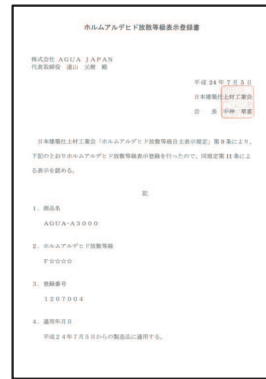 ホルムアルデヒド放散等級表示登録書
株式会社 AGUA JAPAN
代表取締役 遠山 元樹 殿
平成24年7月5日
日本建築仕上材工業会
会 長
日本建築仕上材工業会「ホルムアルデヒド放散等級自主表示規定」第9条により、
下記のとおりホルムアルデヒド放散等級表示登録を行ったので、同規定第11条によ
る表示を認める。
記
1. 商品名
AGUA-A3000
2. ホルムアルデヒド放散等級
F☆☆☆☆
3. 登録番号
1207004
4. 適用年月日
平成24年7月5日からの製造品に適用する。